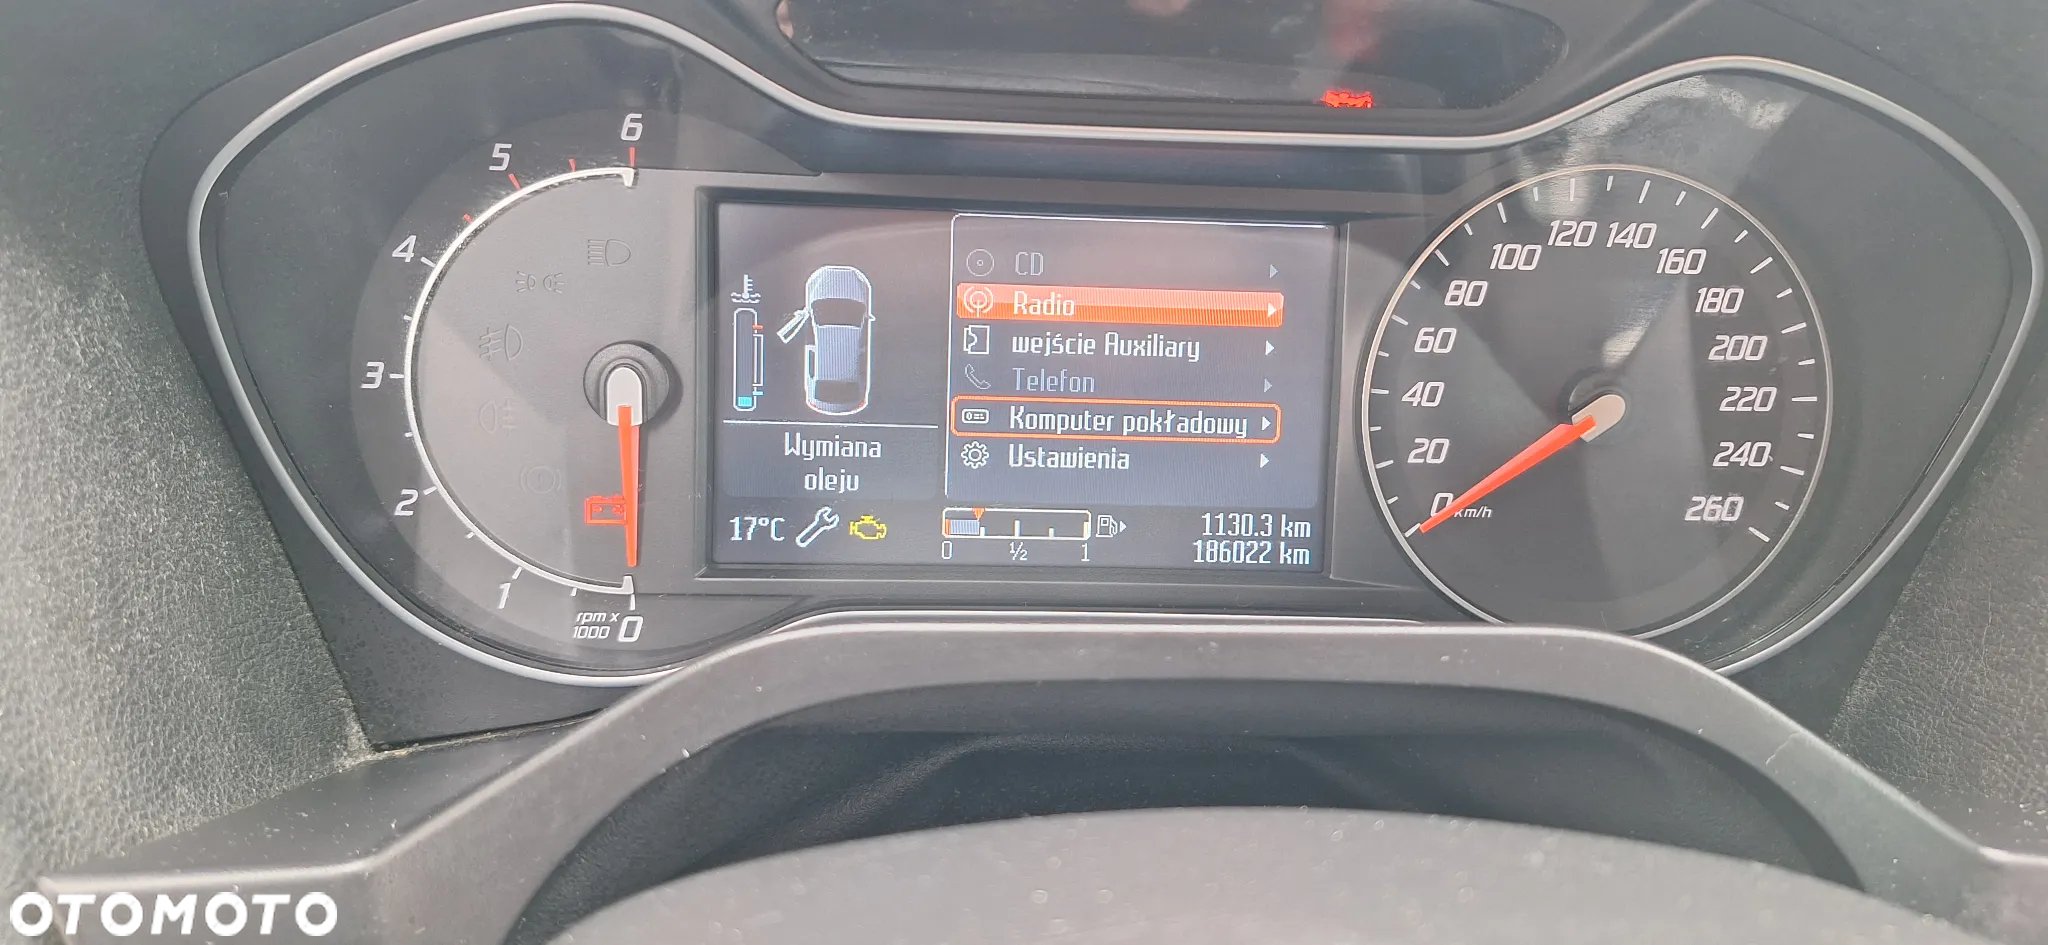 6
5
4
3
2
1
0
rpm x
1000
CD
Radio
wejście Auxiliary
Telefon
Komputer pokładowy
Ustawienia
Wymiana
oleju
17°C
0 ½ 1
1130.3 km
186022 km
0
20
40
60
80
100
120
140
160
180
200
220
240
260
km/h
OTOMOTO